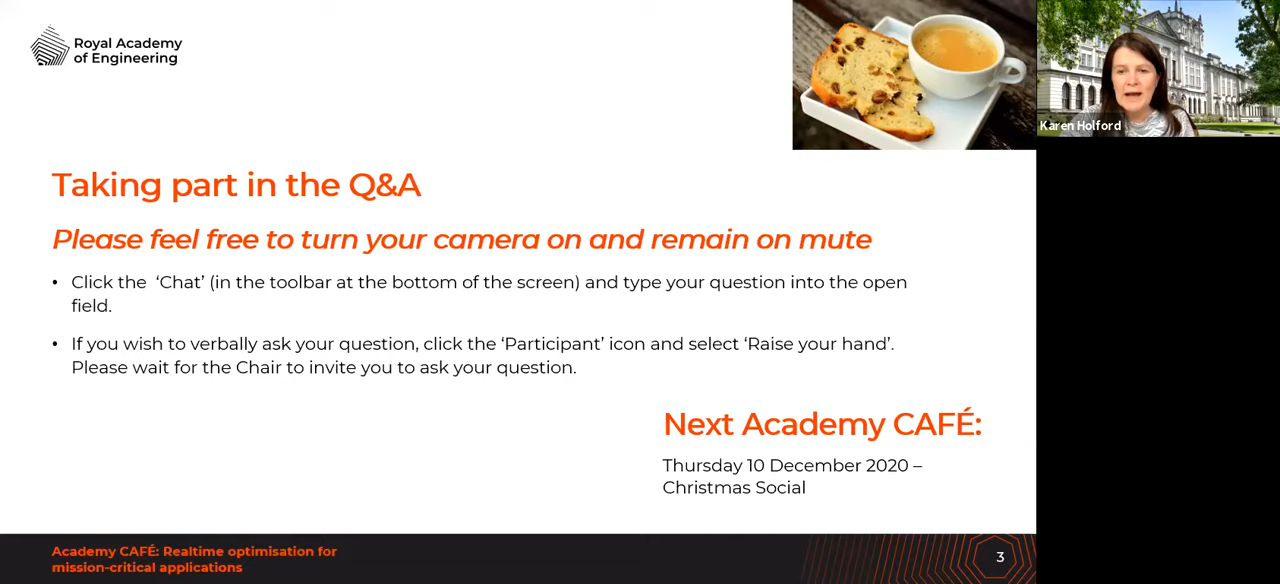 Royal Academy
of Engineering
Karen Holford
Taking part in the Q&A
Please feel free to turn your camera on and remain on mute
• Click the ‘Chat’ (in the toolbar at the bottom of the screen) and type your question into the open
field.
• If you wish to verbally ask your question, click the ‘Participant’ icon and select ‘Raise your hand’.
Please wait for the Chair to invite you to ask your question.
Next Academy CAFÉ:
Thursday 10 December 2020 –
Christmas Social
Academy CAFÉ: Realtime optimisation for
mission-critical applications
3